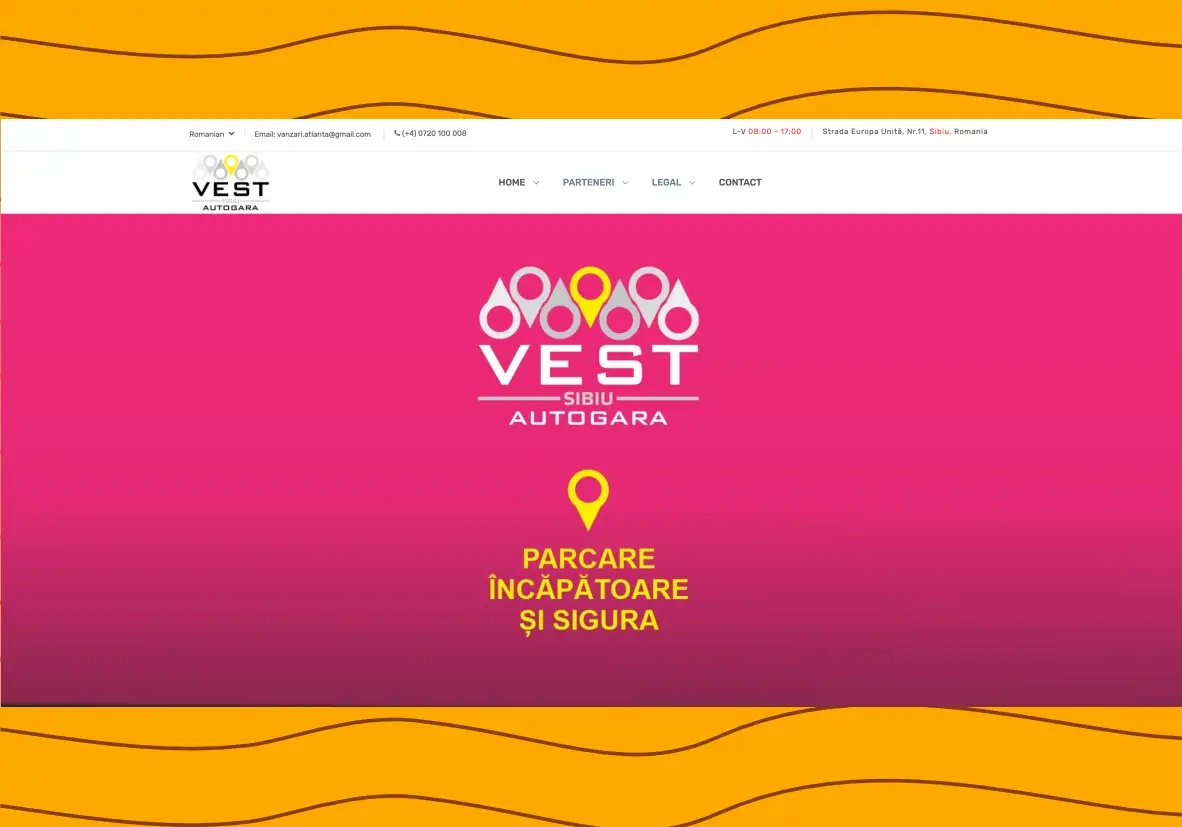 Romanian
Email: vanzari.atlanta@gmail.com
(+4) 0720 100 008
L-V 08:00 - 17:00
Strada Europa Unită, Nr.11, Sibiu, Romania
VEST
SIBIU
AUTOGARA
HOME
PARTENERI
LEGAL
CONTACT
VEST
SIBIU
AUTOGARA
PARCARE
ÎNCĂPĂTOARE
ȘI SIGURA